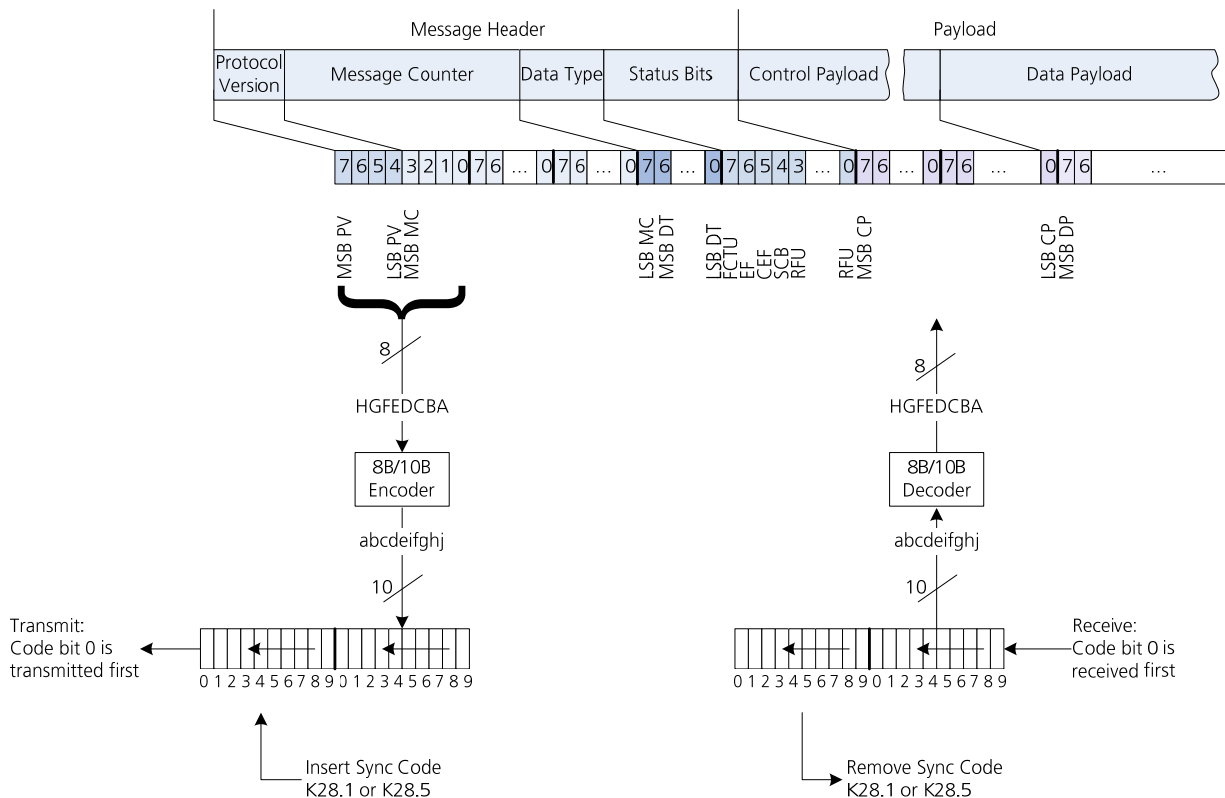 Message Header
Payload
Protocol
Version
Message Counter
Data Type
Status Bits
Control Payload
Data Payload
7 6 5 4 3 2 1 0 7 6 ... 0 7 6 ... 0 7 6 ... 0 7 6 5 4 3 ... 0 7 6 ... 0 7 6 ... 0 7 6 ...
MSB PV
LSB PV
MSB MC
LSB MC
MSB DT
LSB DT
FCTU
EF
CEF
SCB
RFU
RFU
MSB CP
LSB CP
MSB DP
8
8
HGFEDCBA
HGFEDCBA
8B/10B
Encoder
8B/10B
Decoder
abcdeifghj
abcdeifghj
10
10
Transmit:
Code bit 0 is
transmitted first
Receive:
Code bit 0 is
received first
0 1 2 3 4 5 6 7 8 9 0 1 2 3 4 5 6 7 8 9
0 1 2 3 4 5 6 7 8 9 0 1 2 3 4 5 6 7 8 9
Insert Sync Code
K28.1 or K28.5
Remove Sync Code
K28.1 or K28.5